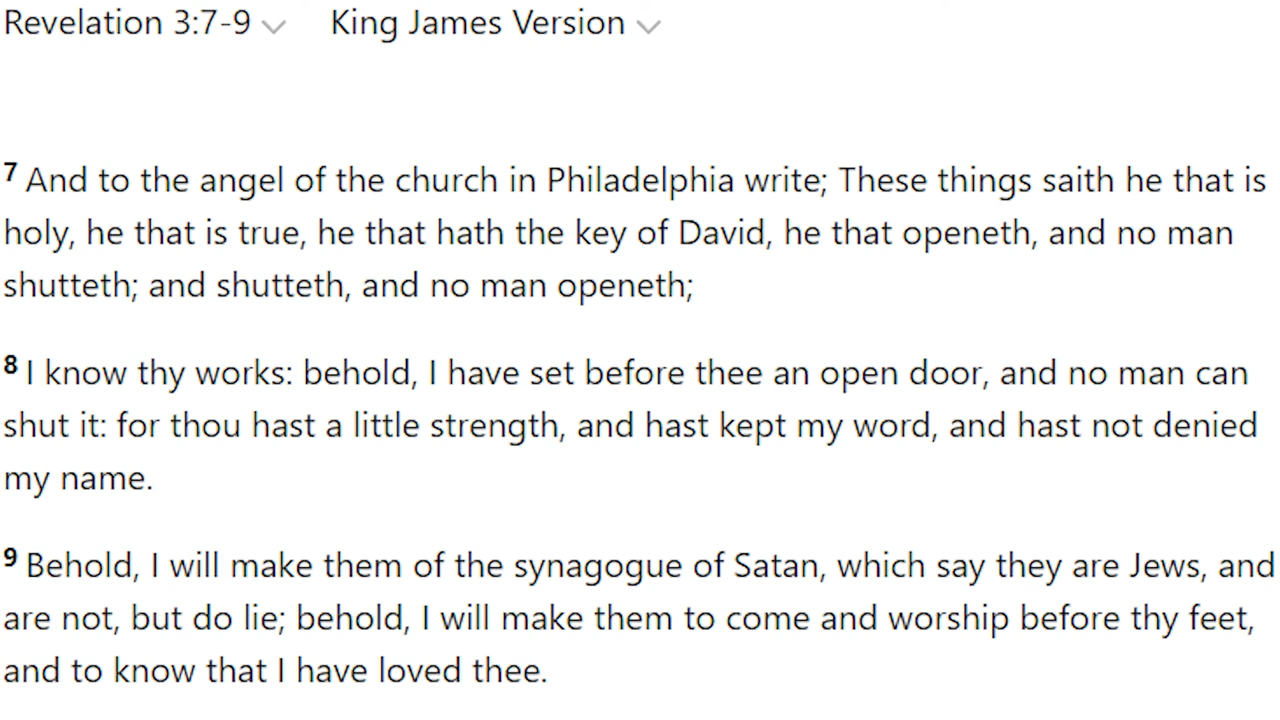 Revelation 3:7-9 King James Version
7 And to the angel of the church in Philadelphia write; These things saith he that is
holy, he that is true, he that hath the key of David, he that openeth, and no man
shutteth; and shutteth, and no man openeth;
8 I know thy works: behold, I have set before thee an open door, and no man can
shut it: for thou hast a little strength, and hast kept my word, and hast not denied
my name.
9 Behold, I will make them of the synagogue of Satan, which say they are Jews, and
are not, but do lie; behold, I will make them to come and worship before thy feet,
and to know that I have loved thee.